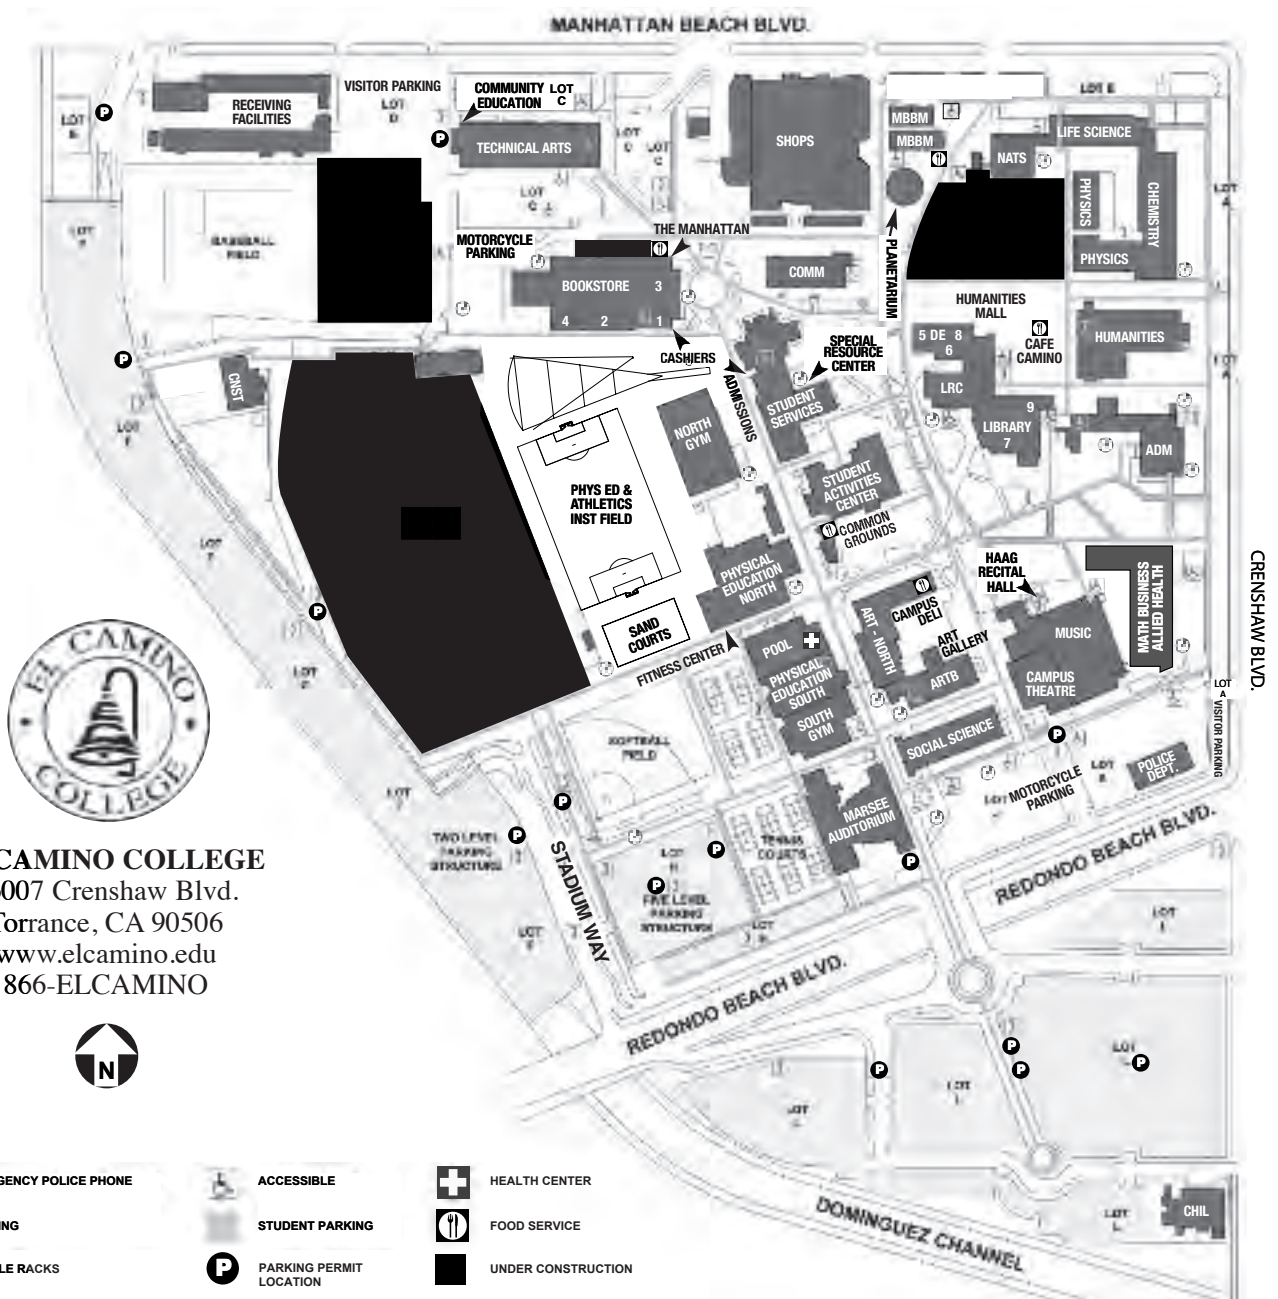 MANHATTAN BEACH BLVD.
VISITOR PARKING
LOT
D
COMMUNITY
EDUCATION
LOT
C
LOT E
RECEIVING
FACILITIES
TECHNICAL ARTS
SHOPS
MBBM
MBBM
NATS
LIFE SCIENCE
PHYSICS
CHEMISTRY
PHYSICS
LOT
A
LOT
C
LOT
C
LOT
F
BASEBALL
FIELD
MOTORCYCLE
PARKING
THE MANHATTAN
BOOKSTORE 3
4 2 1
COMM
PLANETARIUM
HUMANITIES
MALL
CAFE
CAMINO
HUMANITIES
5 DE 8
6
LRC
9
LIBRARY
7
ADM
LOT
A
CASHIERS
ADMISSIONS
SPECIAL
RESOURCE
CENTER
STUDENT
SERVICES
CNST
LOT
F
NORTH
GYM
STUDENT
ACTIVITIES
CENTER
COMMON
GROUNDS
PHYS ED &
ATHLETICS
INST FIELD
LOT
F
PHYSICAL
EDUCATION
NORTH
HAAG
RECITAL
HALL
MATH BUSINESS
ALLIED HEALTH
CRENSHAW BLVD.
SAND
COURTS
FITNESS CENTER
POOL
PHYSICAL
EDUCATION
SOUTH
SOUTH
GYM
ART - NORTH
CAMPUS
DELI
ART
GALLERY
ARTB
MUSIC
CAMPUS
THEATRE
LOT
A VISITOR PARKING
SOCIAL SCIENCE
SOFTBALL
FIELD
MARSEE
AUDITORIUM
MOTORCYCLE
PARKING
LOT
LOT
B
POLICE
DEPT.
TWO LEVEL
PARKING
STRUCTURE
STADIUM WAY
TENNIS
COURTS
LOT
H
FIVE LEVEL
PARKING
STRUCTURE
LOT
F
REDONDO BEACH BLVD.
REDONDO BEACH BLVD.
LOT
LOT
LOT
L
LOT
LOT
L
CHIL
DOMINGUEZ CHANNEL
EL CAMINO
COLLEGE
CAMINO COLLEGE
007 Crenshaw Blvd.
Torrance, CA 90506
www.elcamino.edu
866-ELCAMINO
N
GENCY POLICE PHONE
ACCESSIBLE
HEALTH CENTER
NG
STUDENT PARKING
FOOD SERVICE
LE RACKS
P
PARKING PERMIT
LOCATION
UNDER CONSTRUCTION